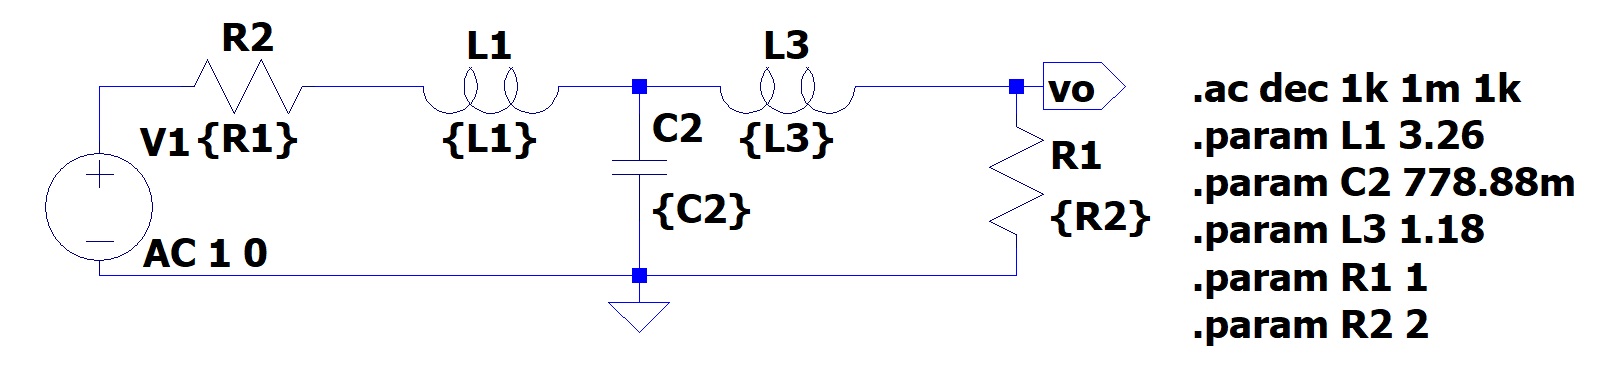 R2
{R1}
L1
{L1}
L3
{L3}
vo
V1
AC 1 0
C2
{C2}
R1
{R2}
.ac dec 1k 1m 1k
.param L1 3.26
.param C2 778.88m
.param L3 1.18
.param R1 1
.param R2 2